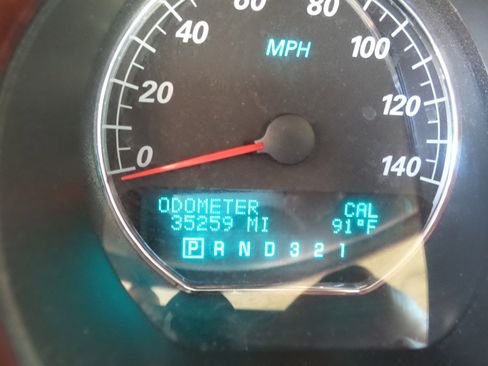 60 80
40 MPH 100
20 120
0 140
ODOMETER CAL
35259 MI 91°F
P R N D 3 2 1